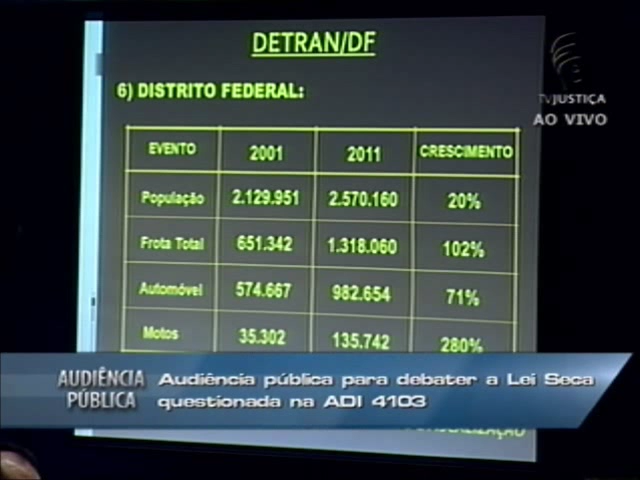 DETRAN/DF
6) DISTRITO FEDERAL:
TVJUSTIÇA
AO VIVO
EVENTO 2001 2011 CRESCIMENTO
População 2.129.951 2.570.160 20%
Frota Total 651.342 1.318.060 102%
Automóvel 574.667 982.654 71%
Motos 35.302 135.742 280%
AUDIÊNCIA PÚBLICA
Audiência pública para debater a Lei Seca
questionada na ADI 4103